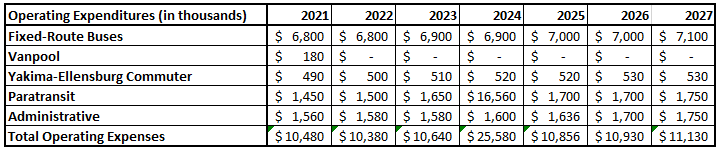 Operating Expenditures (in thousands) 2021 2022 2023 2024 2025 2026 2027
Fixed-Route Buses $ 6,800 $ 6,800 $ 6,900 $ 6,900 $ 7,000 $ 7,000 $ 7,100
Vanpool $ 180 $ - $ - $ - $ - $ - $ -
Yakima-Ellensburg Commuter $ 490 $ 500 $ 510 $ 520 $ 520 $ 530 $ 530
Paratransit $ 1,450 $ 1,500 $ 1,650 $ 16,560 $ 1,700 $ 1,700 $ 1,750
Administrative $ 1,560 $ 1,580 $ 1,580 $ 1,600 $ 1,636 $ 1,700 $ 1,750
Total Operating Expenses $ 10,480 $ 10,380 $ 10,640 $ 25,580 $ 10,856 $ 10,930 $ 11,130